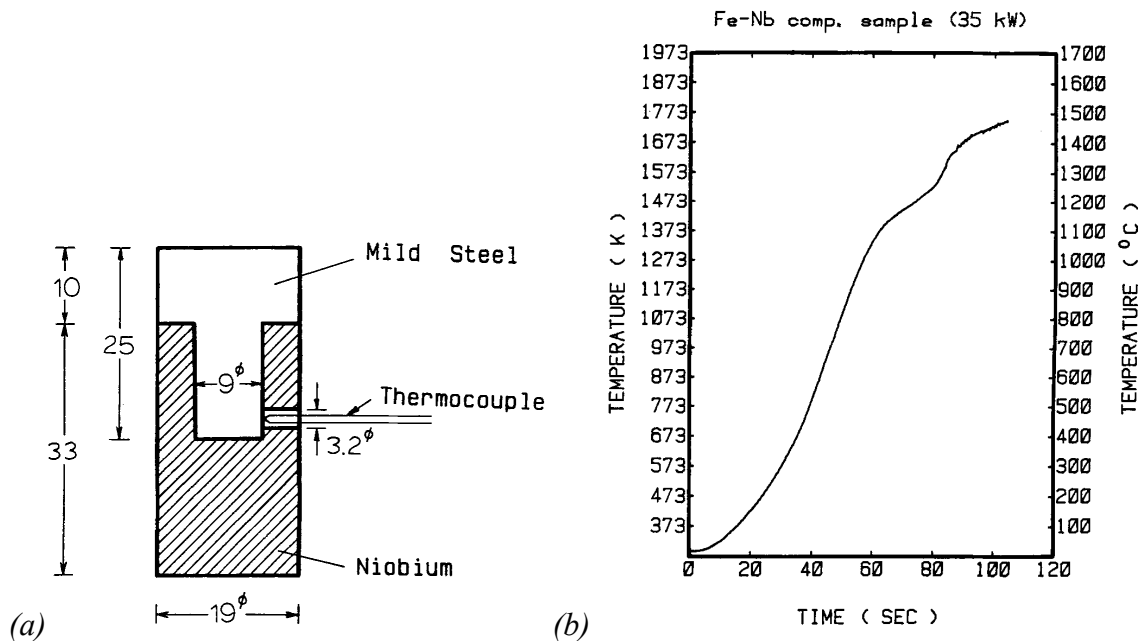 Fe-Nb comp. sample (35 kW)
Mild Steel
Thermocouple
Niobium
10
33
25
9ϕ
3.2ϕ
19ϕ
(a)
TEMPERATURE ( K )
1973
1873
1773
1673
1573
1473
1373
1273
1173
1073
973
873
773
673
573
473
373
0 20 40 60 80 100 120
TIME ( SEC )
1700
1600
1500
1400
1300
1200
1100
1000
900
800
700
600
500
400
300
200
100
TEMPERATURE ( ºC )
(b)